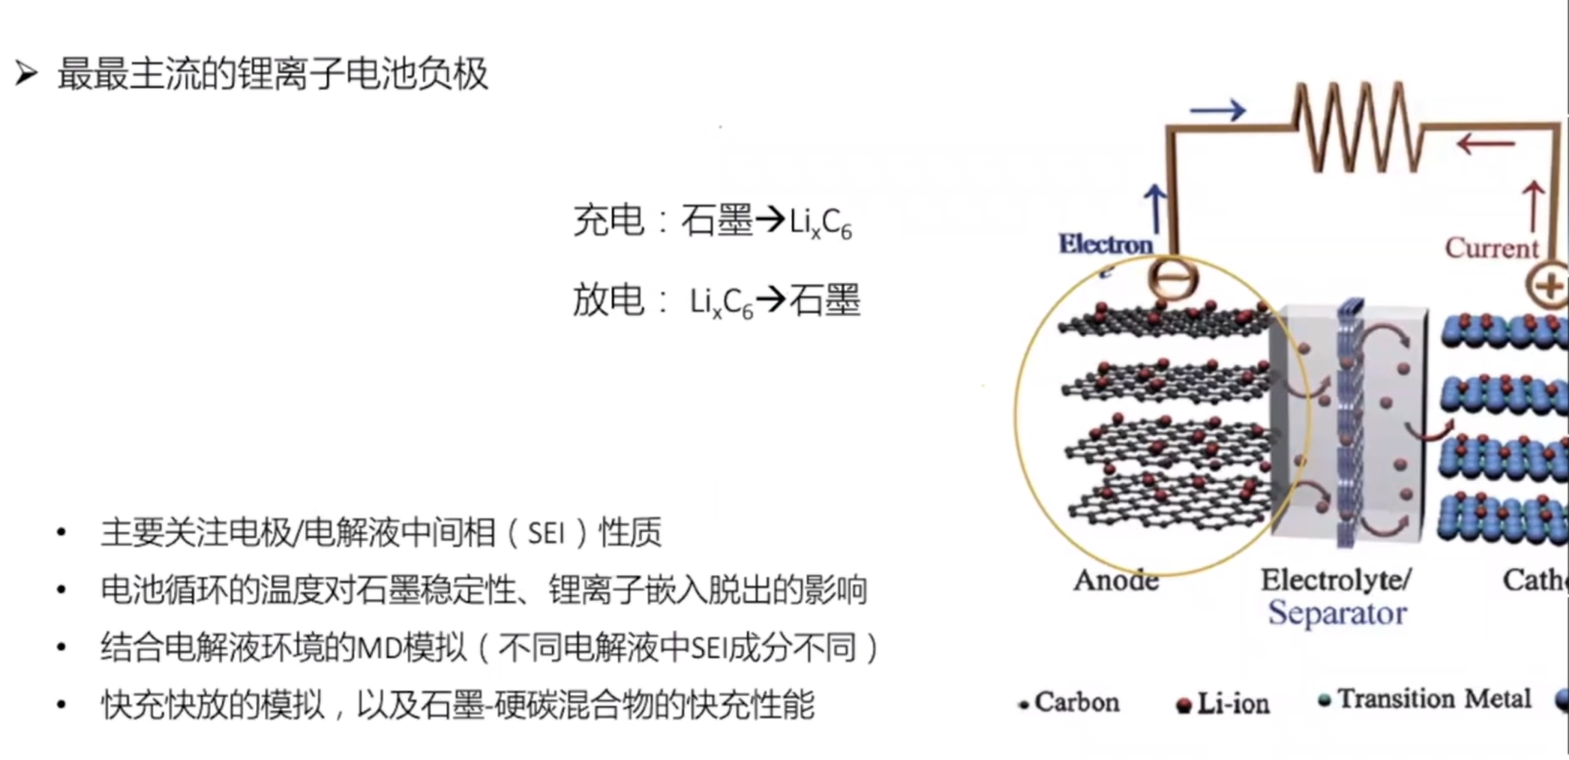 ➢ 最最主流的锂离子电池负极
充电：石墨→LixC6
放电： LixC6→石墨
• 主要关注电极/电解液中间相（SEI）性质
• 电池循环的温度对石墨稳定性、锂离子嵌入脱出的影响
• 结合电解液环境的MD模拟（不同电解液中SEI成分不同）
• 快充快放的模拟，以及石墨-硬碳混合物的快充性能
Electron
e
Current
Anode
Electrolyte/
Separator
Cath
Carbon
Li-ion
Transition Metal